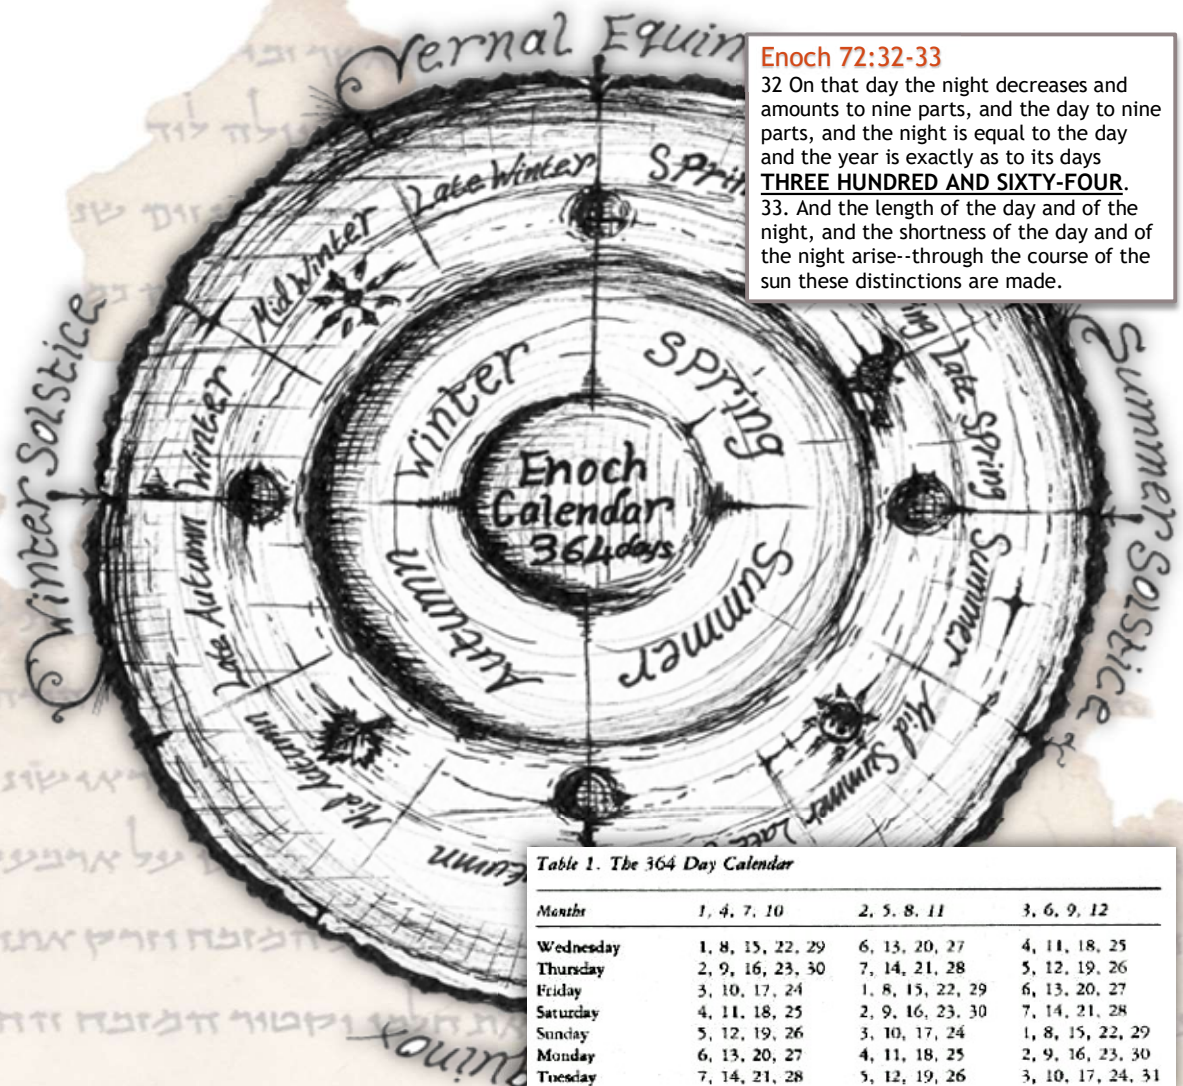 Vernal
Enoch 72:32-33
32 On that day the night decreases and
amounts to nine parts, and the day to nine
parts, and the night is equal to the day
and the year is exactly as to its days
THREE HUNDRED AND SIXTY-FOUR.
33. And the length of the day and of the
night, and the shortness of the day and of
the night arise--through the course of the
sun these distinctions are made.
Late Winter
Mid Winter
Winter
Late Autumn
Mid Autumn
Late Spring
Summer
Mid Summer
Late
Winter Solstice
Summer Solstice
Winter
Spring
Summer
Autumn
Enoch
Calendar
364days
Table 1. The 364 Day Calendar
Months 1, 4, 7, 10 2, 5, 8, 11 3, 6, 9, 12
Wednesday 1, 8, 15, 22, 29 6, 13, 20, 27 4, 11, 18, 25
Thursday 2, 9, 16, 23, 30 7, 14, 21, 28 5, 12, 19, 26
Friday 3, 10, 17, 24 1, 8, 15, 22, 29 6, 13, 20, 27
Saturday 4, 11, 18, 25 2, 9, 16, 23, 30 7, 14, 21, 28
Sunday 5, 12, 19, 26 3, 10, 17, 24 1, 8, 15, 22, 29
Monday 6, 13, 20, 27 4, 11, 18, 25 2, 9, 16, 23, 30
Tuesday 7, 14, 21, 28 5, 12, 19, 26 3, 10, 17, 24, 31